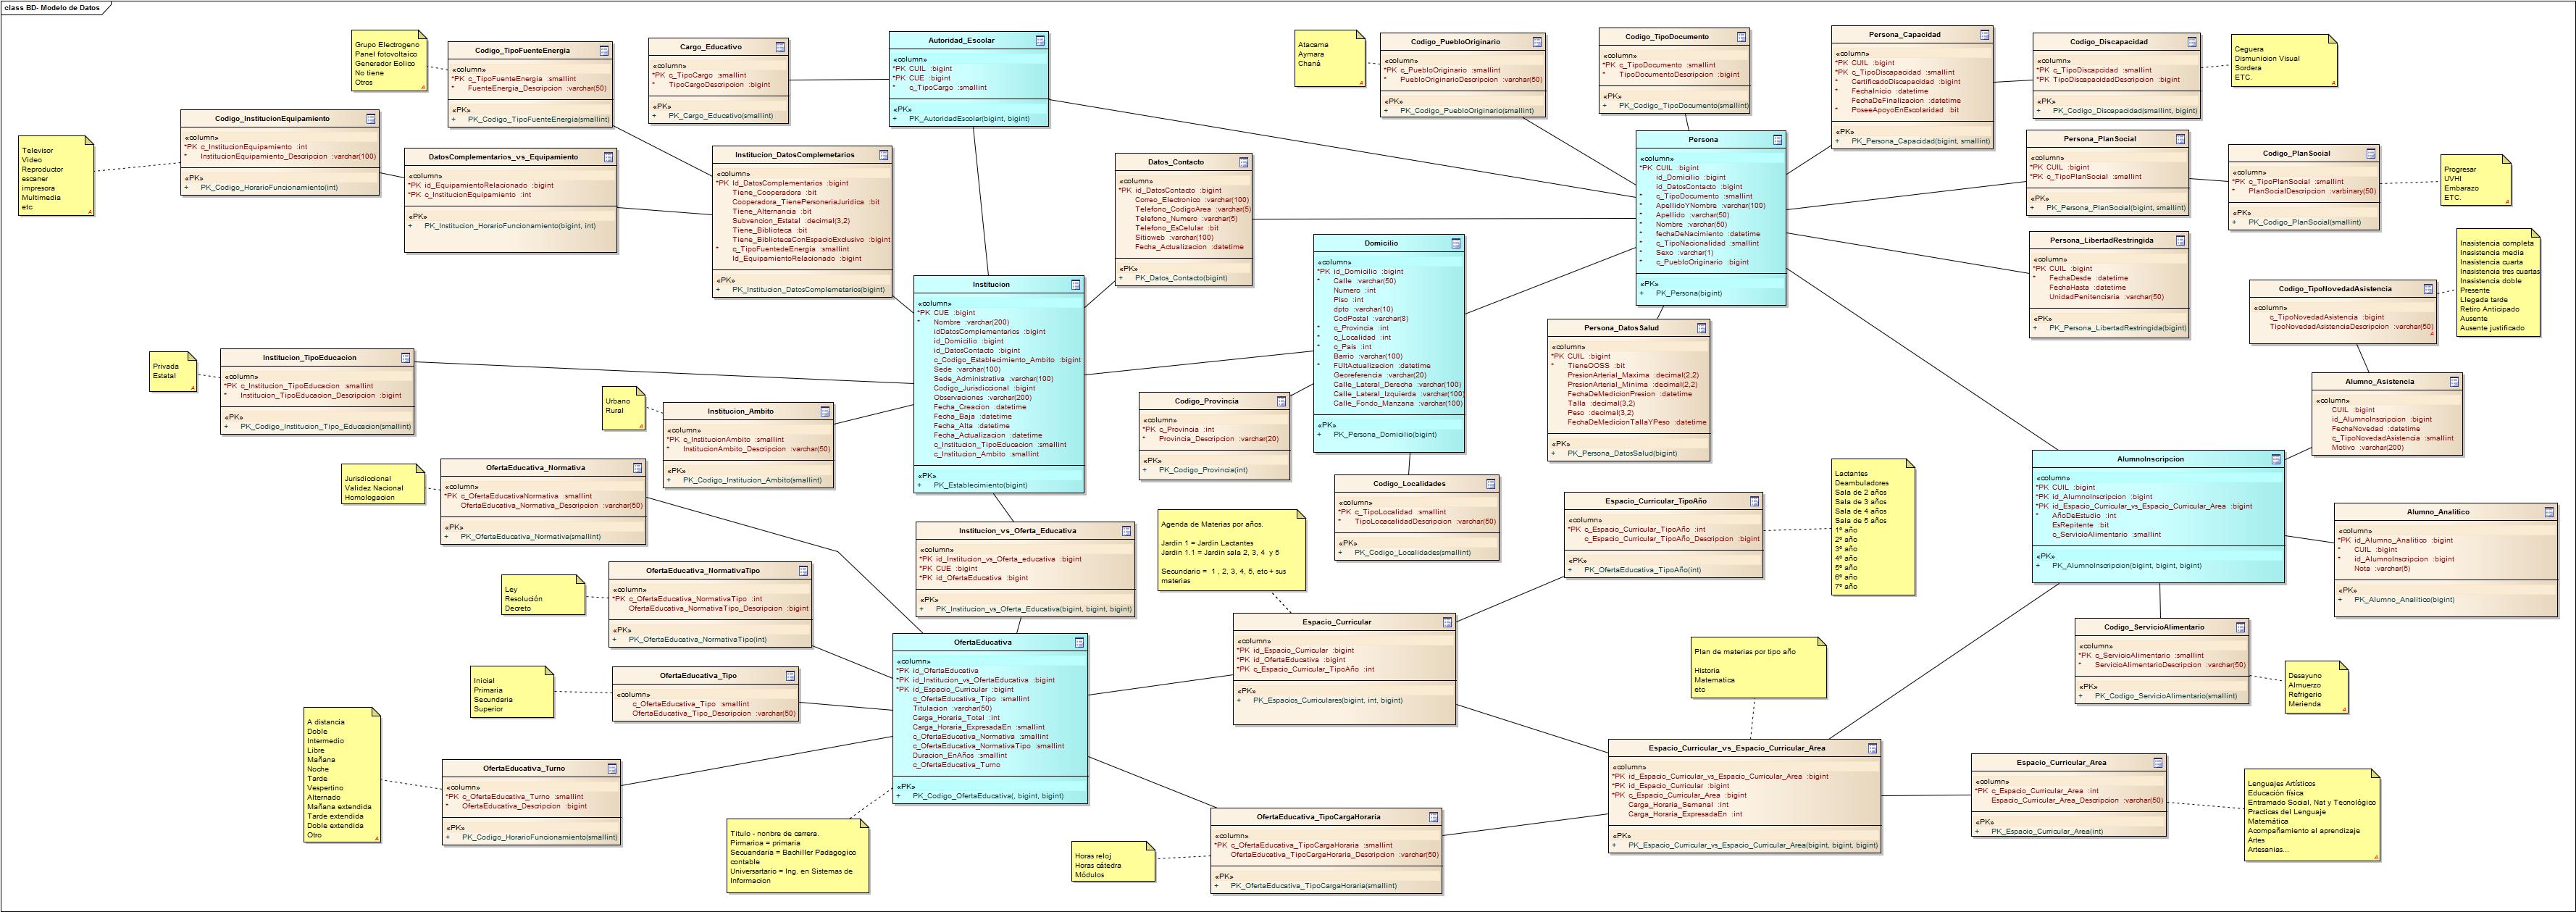 class BD- Modelo de Datos
Grupo Electrogeno
Panel fotovoltaico
Generador Eolico
No tiene
Otros
Codigo_TipoFuenteEnergia
«column»
*PK c_TipoFuenteEnergia :smallint
* FuenteEnergia_Descripcion :varchar(50)
«PK»
+ PK_Codigo_TipoFuenteEnergia(smallint)
Cargo_Educativo
«column»
*PK c_TipoCargo :smallint
* TipoCargoDescripcion :bigint
«PK»
+ PK_Cargo_Educativo(smallint)
Autoridad_Escolar
«column»
*PK CUIL :bigint
*PK CUE :bigint
* c_TipoCargo :smallint
«PK»
+ PK_AutoridadEscolar(bigint, bigint)
Atacama
Aymara
Chaná
Codigo_PuebloOriginario
«column»
*PK c_PuebloOriginario :smallint
* PuebloOriginarioDescripcion :varchar(50)
«PK»
+ PK_Codigo_PuebloOriginario(smallint)
Codigo_TipoDocumento
«column»
*PK c_TipoDocumento :smallint
* TipoDocumentoDescripcion :bigint
«PK»
+ PK_Codigo_TipoDocumento(smallint)
Persona_Capacidad
«column»
*PK CUIL :bigint
*PK c_TipoDiscapacidad :smallint
* CertificadoDiscapacidad :bigint
* FechaInicio :datetime
* FechaDeFinalizacion :datetime
* PoseeApoyoEnEscolaridad :bit
«PK»
+ PK_Persona_Capacidad(bigint, smallint)
Codigo_Discapacidad
«column»
*PK c_TipoDiscapcidad :smallint
*PK TipoDiscapacidadDescripcion :bigint
«PK»
+ PK_Codigo_Discapacidad(smallint, bigint)
Ceguera
Dismunicion Visual
Sordera
ETC.
Televisor
Video
Reproductor
escaner
impresora
Multimedia
etc
Codigo_InstitucionEquipamiento
«column»
*PK c_InstitucionEquipamiento :int
* InstitucionEquipamiento_Descripcion :varchar(100)
«PK»
+ PK_Codigo_HorarioFuncionamiento(int)
DatosComplementarios_vs_Equipamiento
«column»
*PK id_EquipamientoRelacionado :bigint
*PK c_InstitucionEquipamiento :int
«PK»
+ PK_Institucion_HorarioFuncionamiento(bigint, int)
Institucion_DatosComplemetarios
«column»
*PK Id_DatosComplementarios :bigint
Tiene_Cooperadora :bit
Cooperadora_TienePersoneriaJuridica :bit
Tiene_Alternancia :bit
Subvencion_Estatal :decimal(3,2)
Tiene_Biblioteca :bit
Tiene_BibliotecaConEspacioExclusivo :bigint
* c_TipoFuentedeEnergia :smallint
Id_EquipamientoRelacionado :bigint
«PK»
+ PK_Institucion_DatosComplemetarios(bigint)
Datos_Contacto
«column»
*PK id_DatosContacto :bigint
Correo_Electronico :varchar(100)
Telefono_CodigoArea :varchar(5)
Telefono_Numero :varchar(5)
Telefono_EsCelular :bit
Sitioweb :varchar(100)
Fecha_Actualizacion :datetime
«PK»
+ PK_Datos_Contacto(bigint)
Persona
«column»
*PK CUIL :bigint
id_Domicilio :bigint
id_DatosContacto :bigint
* c_TipoDocumento :smallint
* ApellidoYNombre :varchar(100)
* Apellido :varchar(50)
* Nombre :varchar(50)
* fechaDeNacimiento :datetime
* c_TipoNacionalidad :smallint
* Sexo :varchar(1)
* c_PuebloOriginario :bigint
«PK»
+ PK_Persona(bigint)
Persona_PlanSocial
«column»
*PK CUIL :bigint
*PK c_TipoPlanSocial :smallint
«PK»
+ PK_Persona_PlanSocial(bigint, smallint)
Codigo_PlanSocial
«column»
*PK c_TipoPlanSocial :smallint
* PlanSocialDescripcion :varbinary(50)
«PK»
+ PK_Codigo_PlanSocial(smallint)
Progresar
UVHI
Embarazo
ETC.
Persona_LibertadRestringida
«column»
*PK CUIL :bigint
* FechaDesde :datetime
FechaHasta :datetime
UnidadPenitenciaria :varchar(50)
«PK»
+ PK_Persona_LibertadRestringida(bigint)
Inasistencia completa
Inasistencia media
Inasistencia cuarta
Inasistencia tres cuartas
Inasistencia doble
Presente
Llegada tarde
Retiro Anticipado
Ausente
Ausente justificado
Codigo_TipoNovedadAsistencia
«column»
c_TipoNovedadAsistencia :bigint
TipoNovedadAsistenciaDescripcion :varchar(50)
Domicilio
«column»
*PK id_Domicilio :bigint
* Calle :varchar(50)
Numero :int
Piso :int
dpto :varchar(10)
CodPostal :varchar(8)
* c_Provincia :int
* c_Localidad :int
* c_Pais :int
Barrio :varchar(100)
* FUltActualizacion :datetime
Georeferencia :varchar(20)
Calle_Lateral_Derecha :varchar(100)
Calle_Lateral_Izquierda :varchar(100)
Calle_Fondo_Manzana :varchar(100)
«PK»
+ PK_Persona_Domicilio(bigint)
Institucion
«column»
*PK CUE :bigint
* Nombre :varchar(200)
idDatosComplementarios :bigint
id_Domicilio :bigint
id_DatosContacto :bigint
c_Codigo_Establecimiento_Ambito :bigint
Sede :varchar(100)
Sede_Administrativa :varchar(100)
Codigo_Jurisdiccional :bigint
Observaciones :varchar(200)
Fecha_Creacion :datetime
Fecha_Baja :datetime
Fecha_Alta :datetime
Fecha_Actualizacion :datetime
c_Institucion_TipoEducacion :smallint
c_Institucion_Ambito :smallint
«PK»
+ PK_Establecimiento(bigint)
Persona_DatosSalud
«column»
*PK CUIL :bigint
* TieneOOSS :bit
PresionArterial_Maxima :decimal(2,2)
PresionArterial_Minima :decimal(2,2)
FechaDeMedicionPresion :datetime
Talla :decimal(3,2)
Peso :decimal(3,2)
FechaDeMedicionTallaYPeso :datetime
«PK»
+ PK_Persona_DatosSalud(bigint)
Privada
Estatal
Institucion_TipoEducacion
«column»
*PK c_Institucion_TipoEducacion :smallint
* Institucion_TipoEducacion_Descripcion :bigint
«PK»
+ PK_Codigo_Institucion_Tipo_Educacion(smallint)
Urbano
Rural
Institucion_Ambito
«column»
*PK c_InstitucionAmbito :smallint
* InstitucionAmbito_Descripcion :varchar(50)
«PK»
+ PK_Codigo_Institucion_Ambito(smallint)
Codigo_Provincia
«column»
*PK c_Provincia :int
* Provincia_Descripcion :varchar(20)
«PK»
+ PK_Codigo_Provincia(int)
Alumno_Asistencia
«column»
CUIL :bigint
id_AlumnoInscripcion :bigint
FechaNovedad :datetime
c_TipoNovedadAsistencia :smallint
Motivo :varchar(200)
Jurisdiccional
Validez Nacional
Homologacion
OfertaEducativa_Normativa
«column»
*PK c_OfertaEducativaNormativa :smallint
OfertaEducativa_Normativa_Descripcion :varchar(50)
«PK»
+ PK_OfertaEducativa_Normativa(smallint)
Codigo_Localidades
«column»
*PK c_TipoLocalidad :smallint
* TipoLocacalidadDescripcion :varchar(50)
«PK»
+ PK_Codigo_Localidades(smallint)
Lactantes
Deambuladores
Sala de 2 años
Sala de 3 años
Sala de 4 años
Sala de 5 años
1º año
2º año
3º año
4º año
5º año
6º año
7º año
AlumnoInscripcion
«column»
*PK CUIL :bigint
*PK id_AlumnoInscripcion :bigint
*PK id_Espacio_Curricular_vs_Espacio_Curricular_Area :bigint
* AñoDeEstudio :int
EsRepitente :bit
c_ServicioAlimentario :smallint
«PK»
+ PK_AlumnoInscripcion(bigint, bigint, bigint)
Espacio_Curricular_TipoAño
«column»
*PK c_Espacio_Curricular_TipoAño :int
c_Espacio_Curricular_TipoAño_Descripcion :bigint
«PK»
+ PK_OfertaEducativa_TipoAño(int)
Alumno_Analitico
«column»
*PK id_Alumno_Analitico :bigint
* CUIL :bigint
* id_AlumnoInscripcion :bigint
Nota :varchar(5)
«PK»
+ PK_Alumno_Analitico(bigint)
Agenda de Materias por años.
Jardin 1 = Jardin Lactantes
Jardin 1.1 = Jardin sala 2, 3, 4 y 5
Secundario = 1 , 2, 3, 4, 5, etc + sus
materias
Institucion_vs_Oferta_Educativa
«column»
*PK id_Institucion_vs_Oferta_educativa :bigint
*PK CUE :bigint
*PK id_OfertaEducativa :bigint
«PK»
+ PK_Institucion_vs_Oferta_Educativa(bigint, bigint, bigint)
Ley
Resolución
Decreto
OfertaEducativa_NormativaTipo
«column»
*PK c_OfertaEducativa_NormativaTipo :int
OfertaEducativa_NormativaTipo_Descripcion :bigint
«PK»
+ PK_OfertaEducativa_NormativaTipo(int)
Espacio_Curricular
«column»
*PK id_Espacio_Curricular :bigint
*PK id_OfertaEducativa :bigint
*PK c_Espacio_Curricular_TipoAño :int
«PK»
+ PK_Espacios_Curriculares(bigint, int, bigint)
Codigo_ServicioAlimentario
«column»
*PK c_ServicioAlimentario :smallint
* ServicioAlimentarioDescripcion :varchar(50)
«PK»
+ PK_Codigo_ServicioAlimentario(smallint)
Desayuno
Almuerzo
Refrigerio
Merienda
OfertaEducativa
«column»
*PK id_OfertaEducativa
*PK id_Institucion_vs_OfertaEducativa :bigint
*PK id_Espacio_Curricular :bigint
c_OfertaEducativa_Tipo :smallint
Titulacion :varchar(50)
Carga_Horaria_Total :int
Carga_Horaria_ExpresadaEn :smallint
c_OfertaEducativa_Normativa :smallint
c_OfertaEducativa_NormativaTipo :smallint
Duracion_EnAños :smallint
c_OfertaEducativa_Turno
«PK»
+ PK_Codigo_OfertaEducativa(, bigint, bigint)
Plan de materias por tipo año
Historia
Matematica
etc
Inicial
Primaria
Secundaria
Superior
OfertaEducativa_Tipo
«column»
c_OfertaEducativa_Tipo :smallint
OfertaEducativa_Tipo_Descripcion :varchar(50)
A distancia
Doble
Intermedio
Libre
Mañana
Noche
Tarde
Vespertino
Alternado
Mañana extendida
Tarde extendida
Doble extendida
Otro
OfertaEducativa_Turno
«column»
*PK c_OfertaEducativa_Turno :smallint
* OfertaEducativa_Descripcion :bigint
«PK»
+ PK_Codigo_HorarioFuncionamiento(smallint)
Espacio_Curricular_vs_Espacio_Curricular_Area
«column»
*PK id_Espacio_Curricular_vs_Espacio_Curricular_Area :bigint
*PK id_Espacio_Curricular :bigint
*PK c_Espacio_Curricular_Area :bigint
Carga_Horaria_Semanal :int
Carga_Horaria_ExpresadaEn :int
«PK»
+ PK_Espacio_Curricular_vs_Espacio_Curricular_Area(bigint, bigint, bigint)
Espacio_Curricular_Area
«column»
*PK c_Espacio_Curricular_Area :int
Espacio_Curricular_Area_Descripcion :varchar(50)
«PK»
+ PK_Espacio_Curricular_Area(int)
Lenguajes Artísticos
Educación física
Entramado Social, Nat y Tecnológico
Practicas del Lenguaje
Matemática
Acompañamiento al aprendizaje
Artes
Artesanías...
Titulo - nonbre de carrera.
Pirmarioa = primaria
Secuandaria = Bachiller Padagogico
contable
Universartario = Ing. en Sistemas de
Informacion
Horas reloj
Horas cátedra
Módulos
OfertaEducativa_TipoCargaHoraria
«column»
*PK c_OfertaEducativa_TipoCargaHoraria :smallint
OfertaEducativa_TipoCargaHoraria_Descripcion :varchar(50)
«PK»
+ PK_OfertaEducativa_TipoCargaHoraria(smallint)